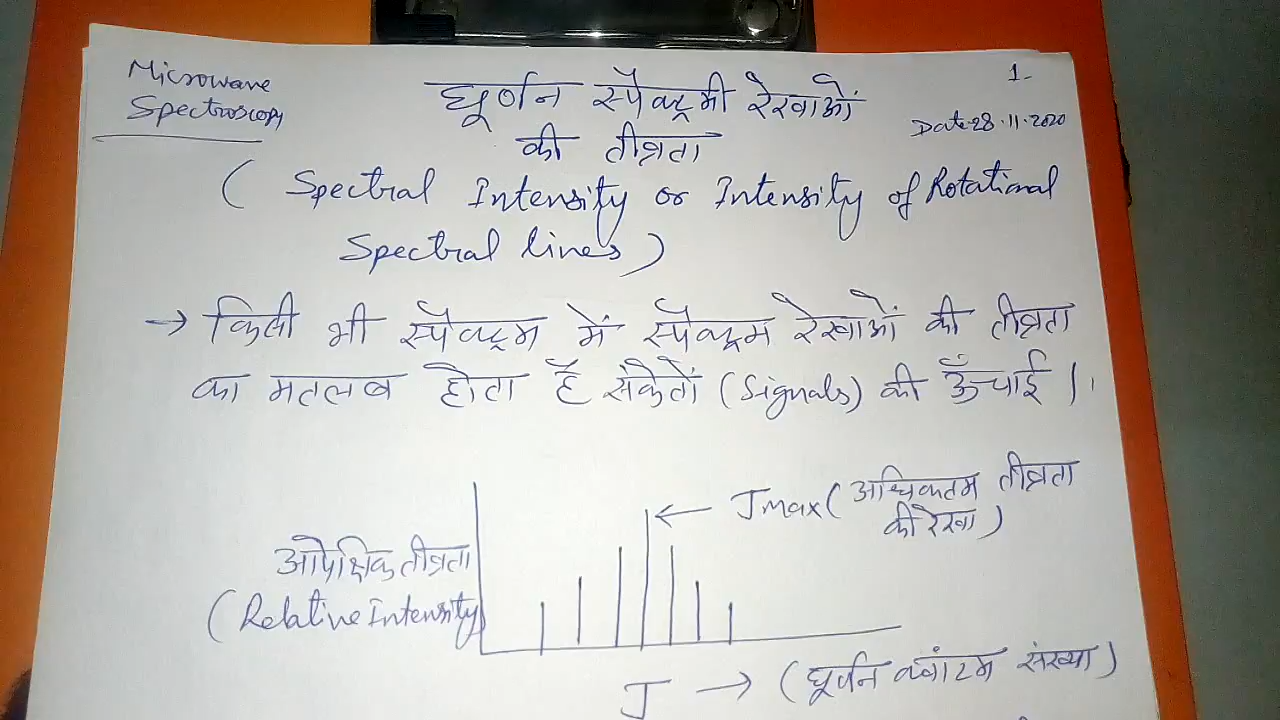 Microwave
Spectroscopy
1-
घूर्णन स्पैक्ट्रमी रेखाओं
Date 28.11.2020
की तीव्रता
( Spectral Intensity or Intensity of Rotational
Spectral lines )
→ किसी भी स्पैक्ट्रम में स्पैक्ट्रम रेखाओं की तीव्रता
का मतलब होता है संकेतों (Signals) की ऊँचाई ।
← Jmax ( अधिकतम तीव्रता
की रेखा )
आपेक्षिक तीव्रता
( Relative Intensity
J → ( घूर्णन क्वांटम संख्या )